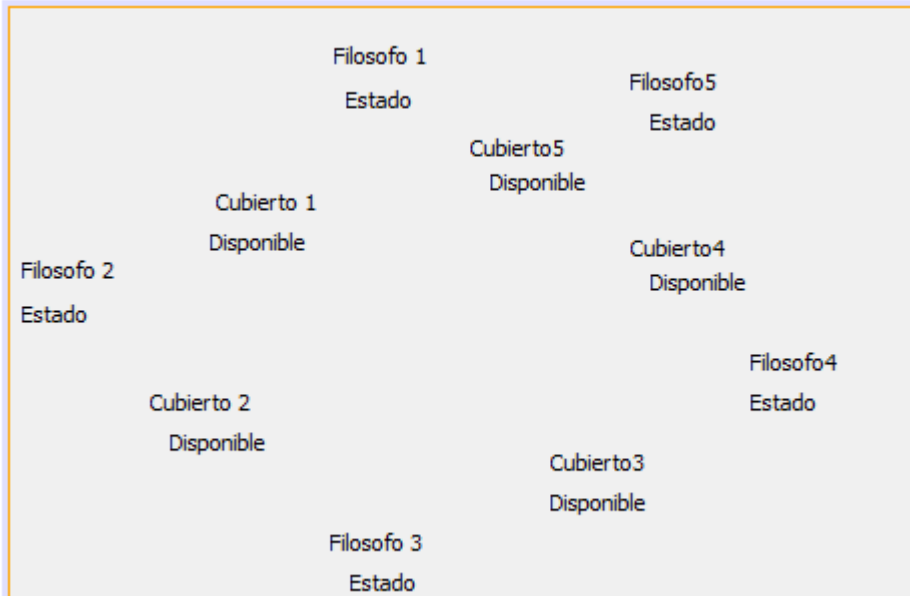 Filosofo 1
Filosofo5
Estado
Estado
Cubierto5
Disponible
Cubierto 1
Disponible
Cubierto4
Filosofo 2
Disponible
Estado
Filosofo4
Cubierto 2
Estado
Disponible
Cubierto3
Disponible
Filosofo 3
Estado